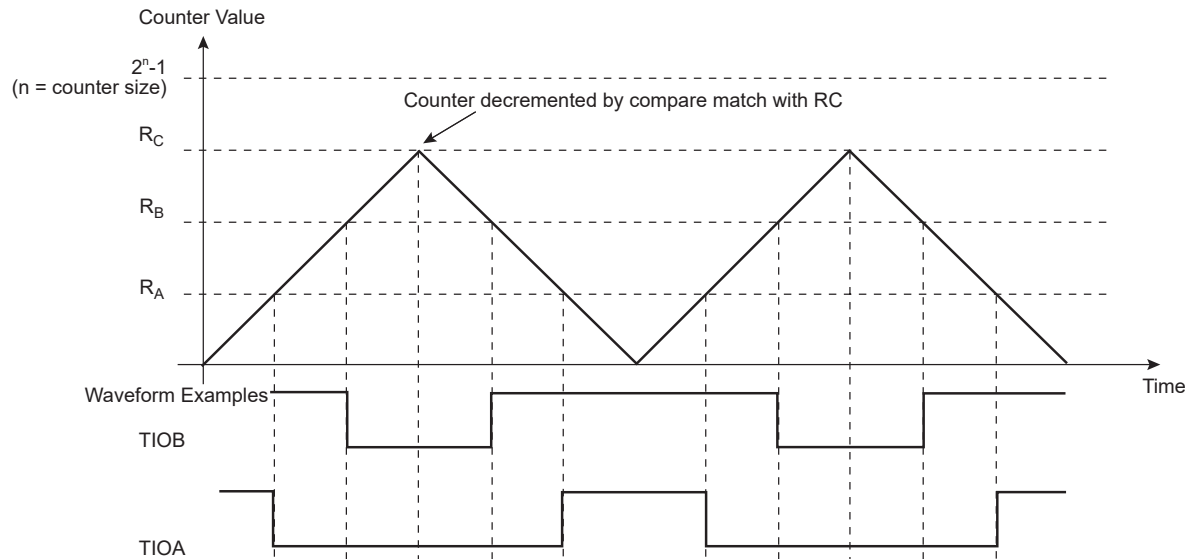 Counter Value
2ⁿ-1
(n = counter size)
Counter decremented by compare match with RC
R_C
R_B
R_A
Time
Waveform Examples
TIOB
TIOA